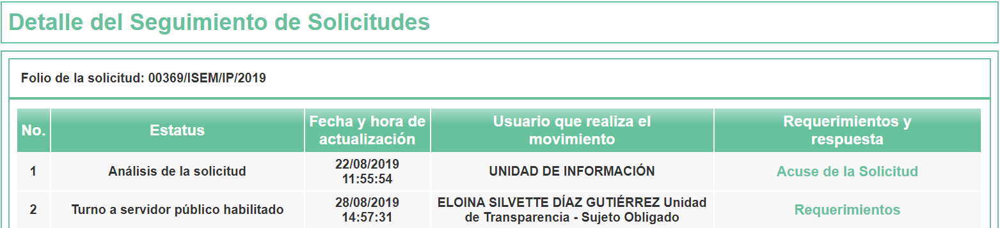 Detalle del Seguimiento de Solicitudes
Folio de la solicitud: 00369/ISEM/IP/2019
No. Estatus Fecha y hora de actualización Usuario que realiza el movimiento Requerimientos y respuesta
1 Análisis de la solicitud 22/08/2019 11:55:54 UNIDAD DE INFORMACIÓN Acuse de la Solicitud
2 Turno a servidor público habilitado 28/08/2019 14:57:31 ELOINA SILVETTE DÍAZ GUTIÉRREZ Unidad de Transparencia - Sujeto Obligado Requerimientos